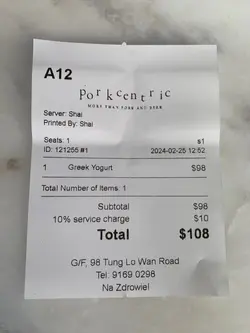 A12
Porkcentric
MORE THAN PORK AND BEER
Server: Shai
Printed By: Shai
Seats: 1 s1
ID: 121255 #1 2024-02-25 12:52
1 Greek Yogurt $98
Total Number of Items: 1
Subtotal $98
10% service charge $10
Total $108
G/F, 98 Tung Lo Wan Road
Tel: 9169 0298
Na Zdrowie!